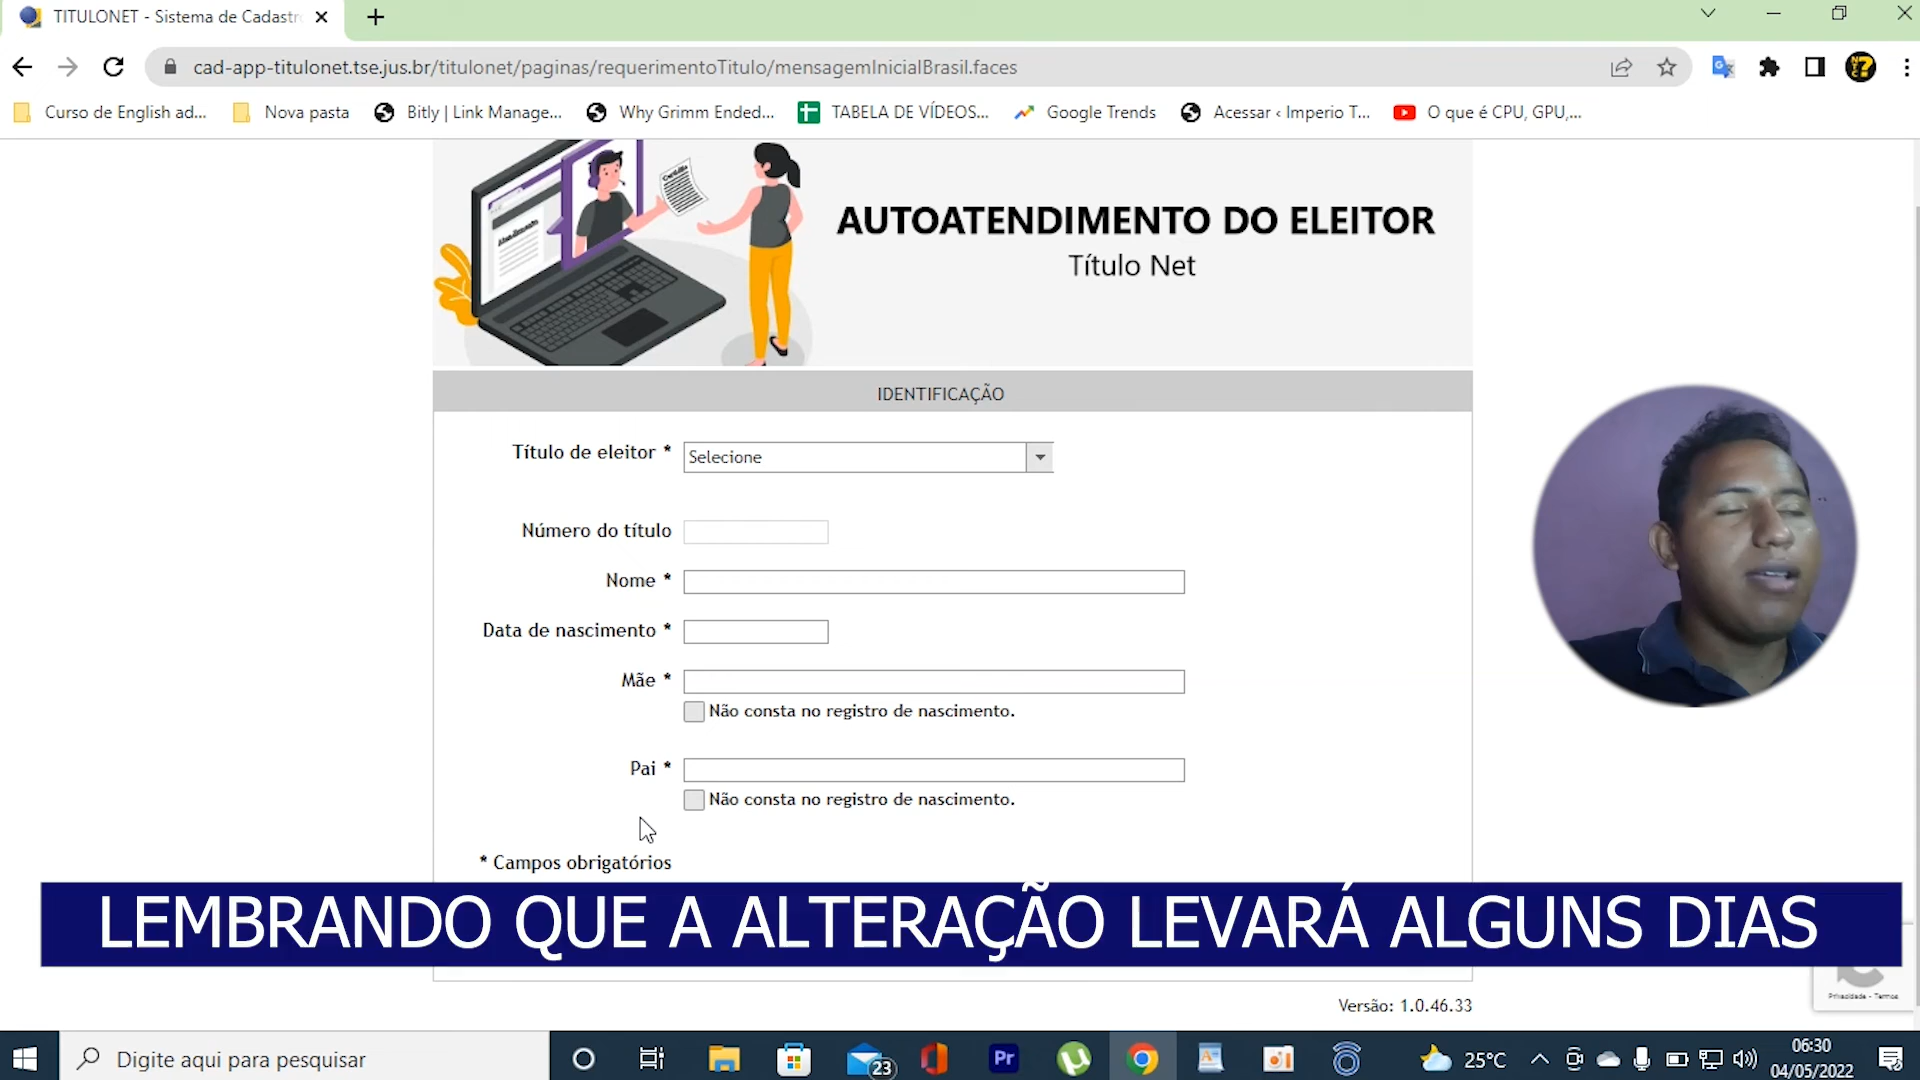 TITULONET - Sistema de Cadastr
cad-app-titulonet.tse.jus.br/titulonet/paginas/requerimentoTitulo/mensagemInicialBrasil.faces
Curso de English ad... Nova pasta Bitly | Link Manage... Why Grimm Ended... TABELA DE VÍDEOS... Google Trends Acessar ‹ Imperio T... O que é CPU, GPU,...
AUTOATENDIMENTO DO ELEITOR
Título Net
IDENTIFICAÇÃO
Título de eleitor * Selecione
Número do título
Nome *
Data de nascimento *
Mãe *
Não consta no registro de nascimento.
Pai *
Não consta no registro de nascimento.
* Campos obrigatórios
LEMBRANDO QUE A ALTERAÇÃO LEVARÁ ALGUNS DIAS
Privacidade - Termos
Versão: 1.0.46.33
Digite aqui para pesquisar
23
Pr
25°C
06:30
04/05/2022